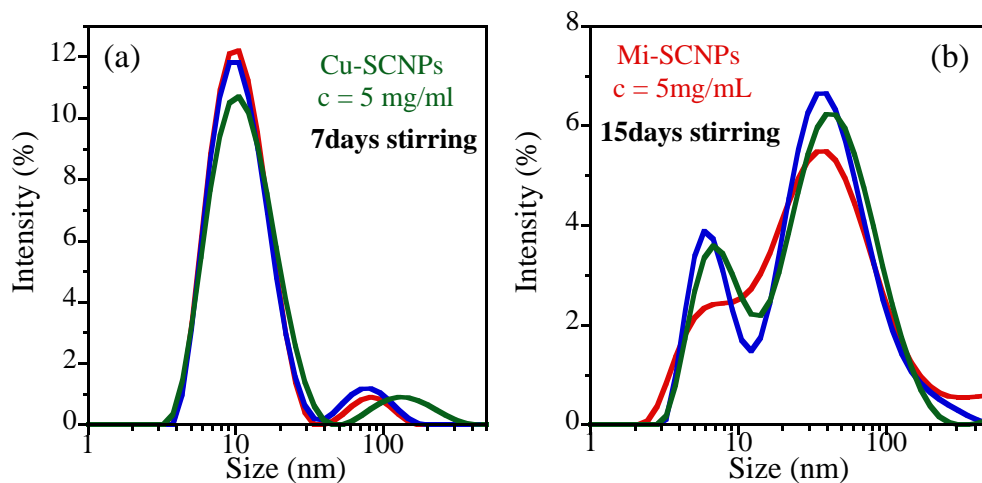 (a)
Cu-SCNPs
c = 5 mg/ml
7days stirring
Intensity (%)
12
10
8
6
4
2
0
1
10
100
Size (nm)
(b)
Mi-SCNPs
c = 5mg/mL
15days stirring
Intensity (%)
8
6
4
2
0
1
10
100
Size (nm)